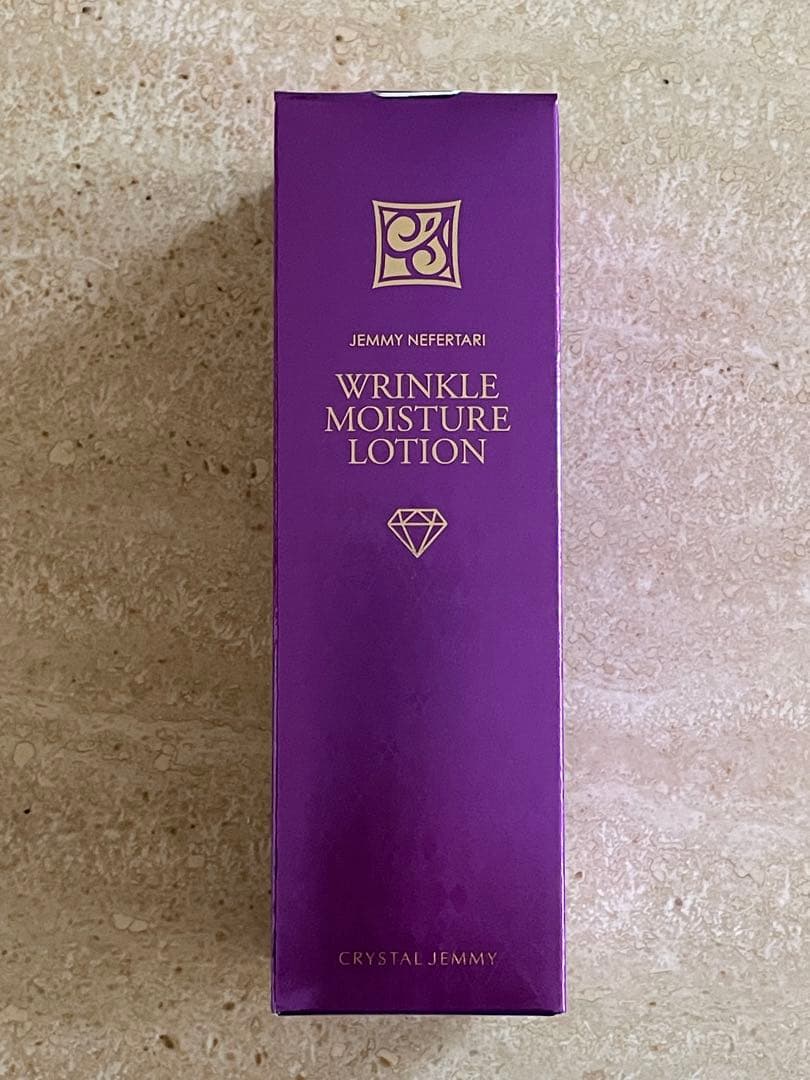 JEMMY NEFERTARI
WRINKLE
MOISTURE
LOTION
CRYSTAL JEMMY